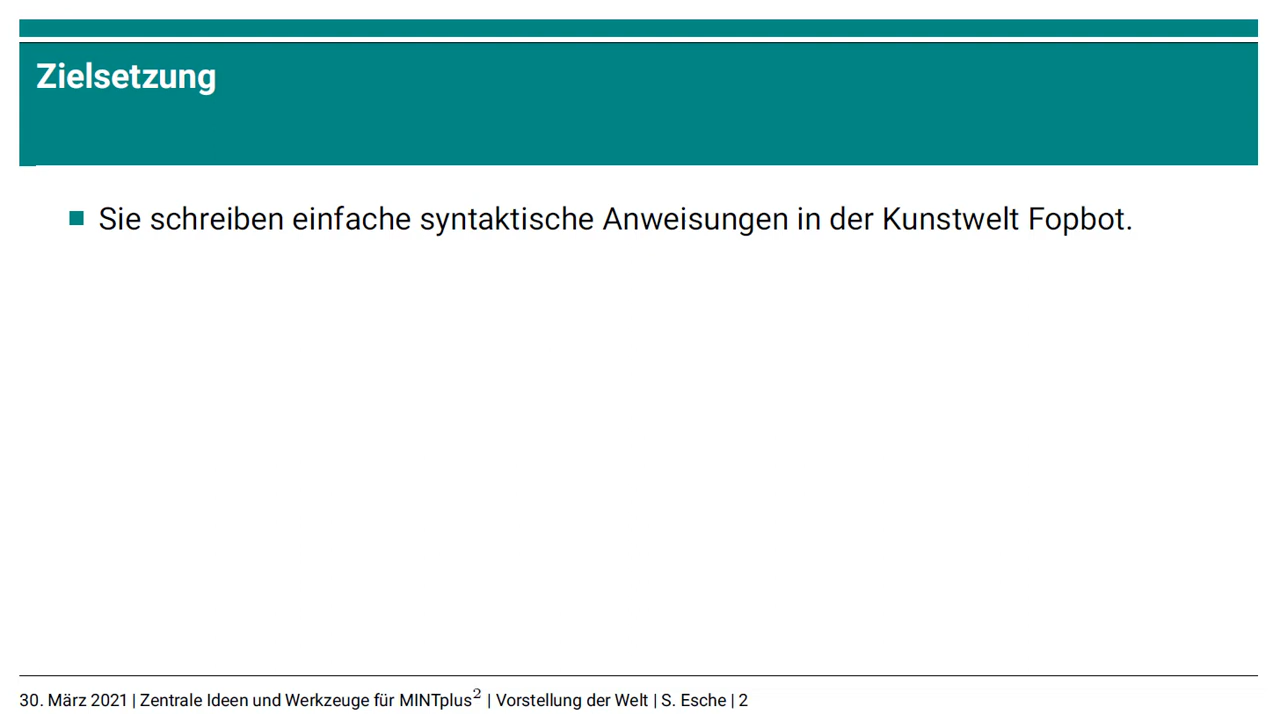 Zielsetzung
Sie schreiben einfache syntaktische Anweisungen in der Kunstwelt Fopbot.
30. März 2021 | Zentrale Ideen und Werkzeuge für MINTplus² | Vorstellung der Welt | S. Esche | 2